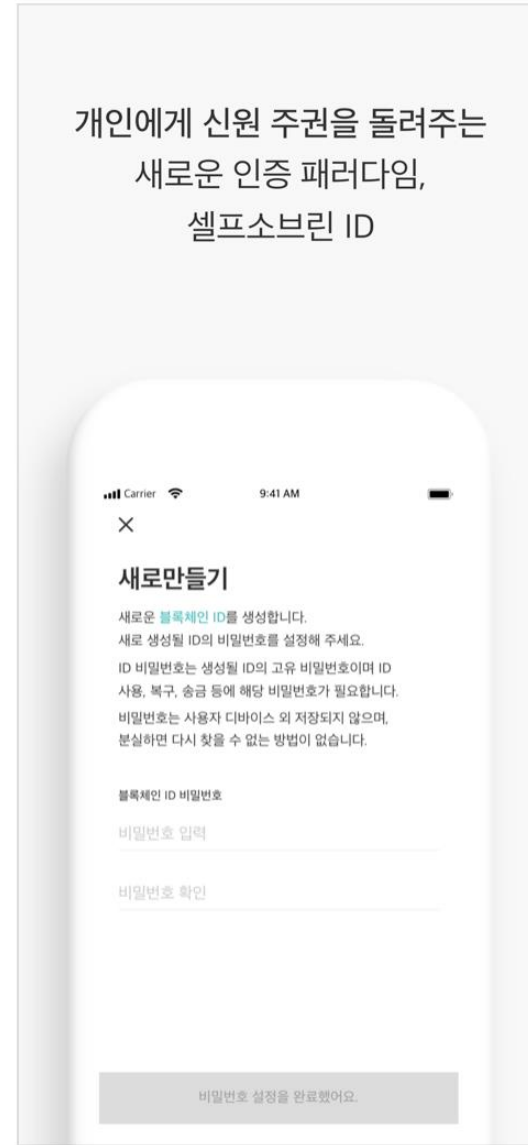 개인에게 신원 주권을 돌려주는
새로운 인증 패러다임,
셀프소브린 ID
Carrier
9:41 AM
새로만들기
새로운 블록체인 ID를 생성합니다.
새로 생성될 ID의 비밀번호를 설정해 주세요.
ID 비밀번호는 생성될 ID의 고유 비밀번호이며 ID
사용, 복구, 송금 등에 해당 비밀번호가 필요합니다.
비밀번호는 사용자 디바이스 외 저장되지 않으며,
분실하면 다시 찾을 수 없는 방법이 없습니다.
블록체인 ID 비밀번호
비밀번호 입력
비밀번호 확인
비밀번호 설정을 완료했어요.